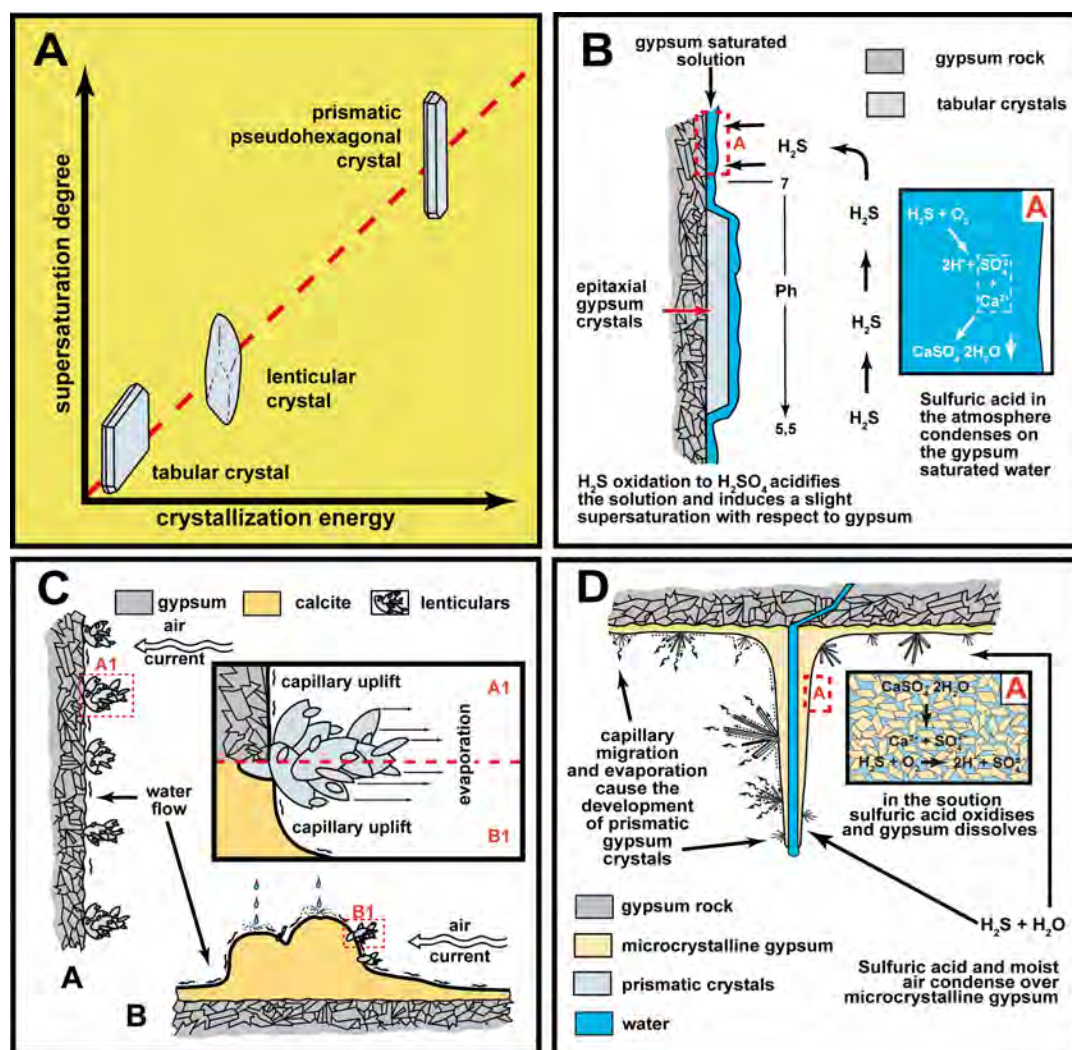 A
supersaturation degree
prismatic
pseudohexagonal
crystal
lenticular
crystal
tabular crystal
crystallization energy
B
gypsum saturated
solution
gypsum rock
tabular crystals
A
H₂S
7
H₂S
epitaxial
gypsum
crystals
Ph
H₂S
5,5
H₂S
A
H₂S + O₂
2H⁺+ SO₄²⁻
+
Ca²⁺
CaSO₄ 2H₂O
Sulfuric acid in
the atmosphere
condenses on
the gypsum
saturated water
H₂S oxidation to H₂SO₄ acidifies
the solution and induces a slight
supersaturation with respect to gypsum
C
gypsum
calcite
lenticulars
air
current
A1
capillary uplift
A1
evaporation
capillary uplift
B1
water
flow
B1
air
current
A
B
D
A
A
CaSO₄ 2H₂O
Ca²⁺ + SO₄²⁻
H₂S + O₂ 2H⁺ + SO₄²⁻
capillary
migration
and evaporation
cause the
development
of prismatic
gypsum
crystals
in the soution
sulfuric acid oxidises
and gypsum dissolves
gypsum rock
microcrystalline gypsum
prismatic crystals
water
H₂S + H₂O
Sulfuric acid and moist
air condense over
microcrystalline gypsum